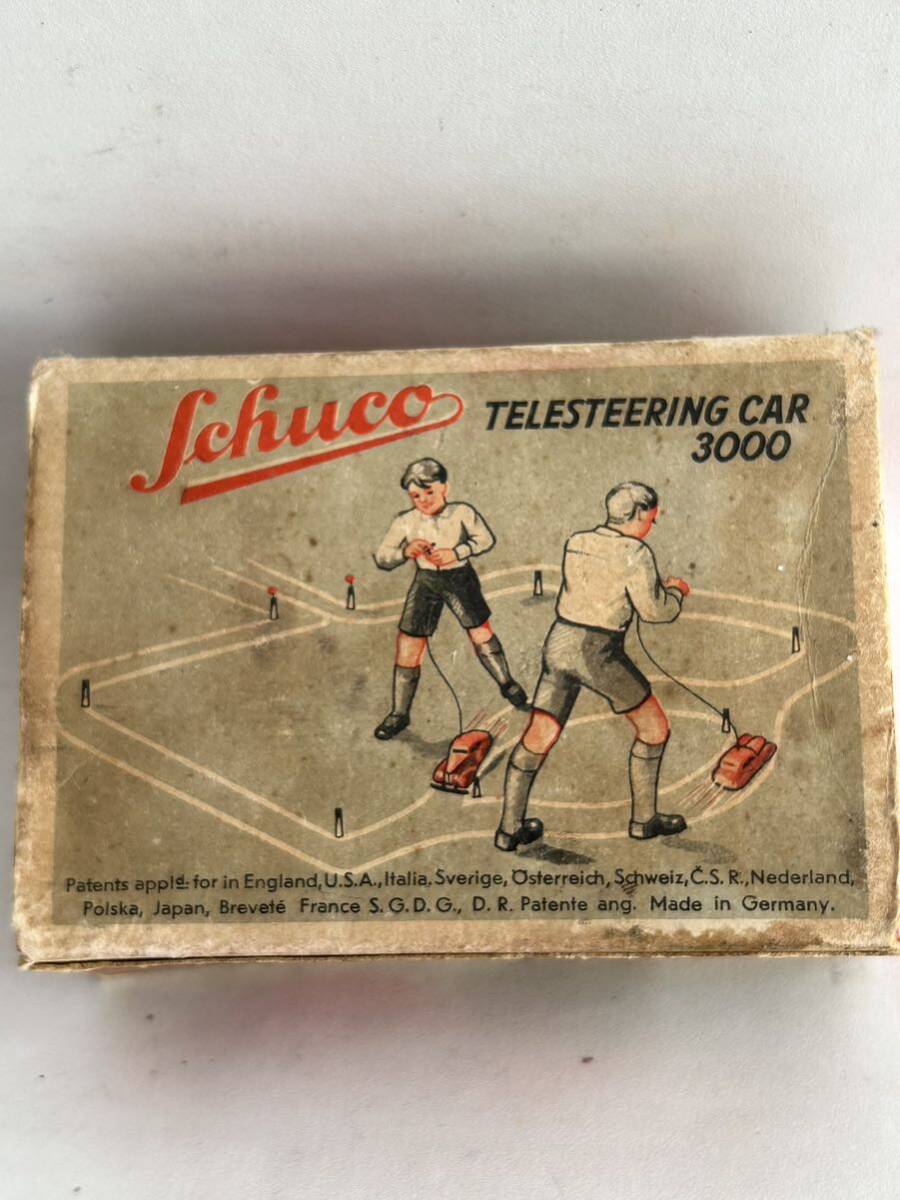 Schuco
TELESTEERING CAR
3000
Patents appld: for in England, U.S.A., Italia. Sverige, Österreich, Schweiz, Č.S.R., Nederland,
Polska, Japan, Breveté France S.G.D.G., D.R. Patente ang. Made in Germany.